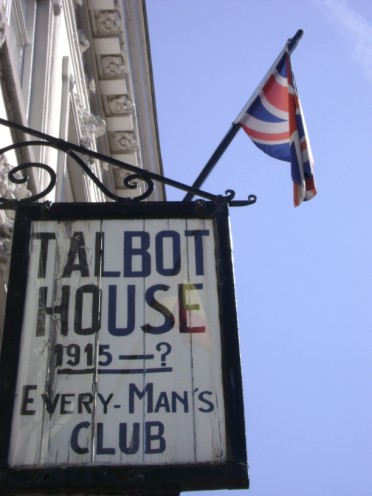 TALBOT
HOUSE
1915—?
EVERY-MAN'S
CLUB